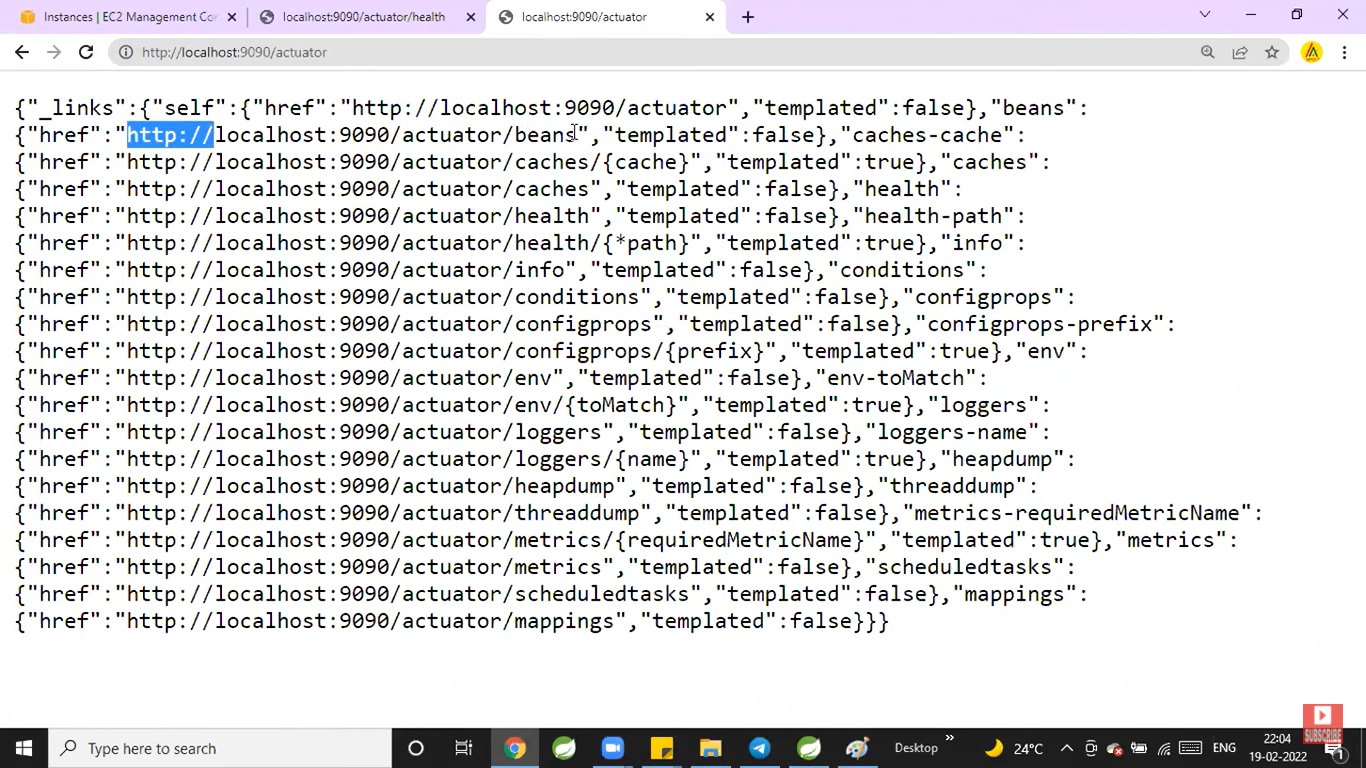 Instances | EC2 Management Con
localhost:9090/actuator/health
localhost:9090/actuator
http://localhost:9090/actuator
{"_links":{"self":{"href":"http://localhost:9090/actuator","templated":false},"beans":
{"href":"http://localhost:9090/actuator/beans","templated":false},"caches-cache":
{"href":"http://localhost:9090/actuator/caches/{cache}","templated":true},"caches":
{"href":"http://localhost:9090/actuator/caches","templated":false},"health":
{"href":"http://localhost:9090/actuator/health","templated":false},"health-path":
{"href":"http://localhost:9090/actuator/health/{*path}","templated":true},"info":
{"href":"http://localhost:9090/actuator/info","templated":false},"conditions":
{"href":"http://localhost:9090/actuator/conditions","templated":false},"configprops":
{"href":"http://localhost:9090/actuator/configprops","templated":false},"configprops-prefix":
{"href":"http://localhost:9090/actuator/configprops/{prefix}","templated":true},"env":
{"href":"http://localhost:9090/actuator/env","templated":false},"env-toMatch":
{"href":"http://localhost:9090/actuator/env/{toMatch}","templated":true},"loggers":
{"href":"http://localhost:9090/actuator/loggers","templated":false},"loggers-name":
{"href":"http://localhost:9090/actuator/loggers/{name}","templated":true},"heapdump":
{"href":"http://localhost:9090/actuator/heapdump","templated":false},"threaddump":
{"href":"http://localhost:9090/actuator/threaddump","templated":false},"metrics-requiredMetricName":
{"href":"http://localhost:9090/actuator/metrics/{requiredMetricName}","templated":true},"metrics":
{"href":"http://localhost:9090/actuator/metrics","templated":false},"scheduledtasks":
{"href":"http://localhost:9090/actuator/scheduledtasks","templated":false},"mappings":
{"href":"http://localhost:9090/actuator/mappings","templated":false}}}
SUBSCRIBE
Type here to search
Desktop
24°C
ENG
22:04
19-02-2022
1